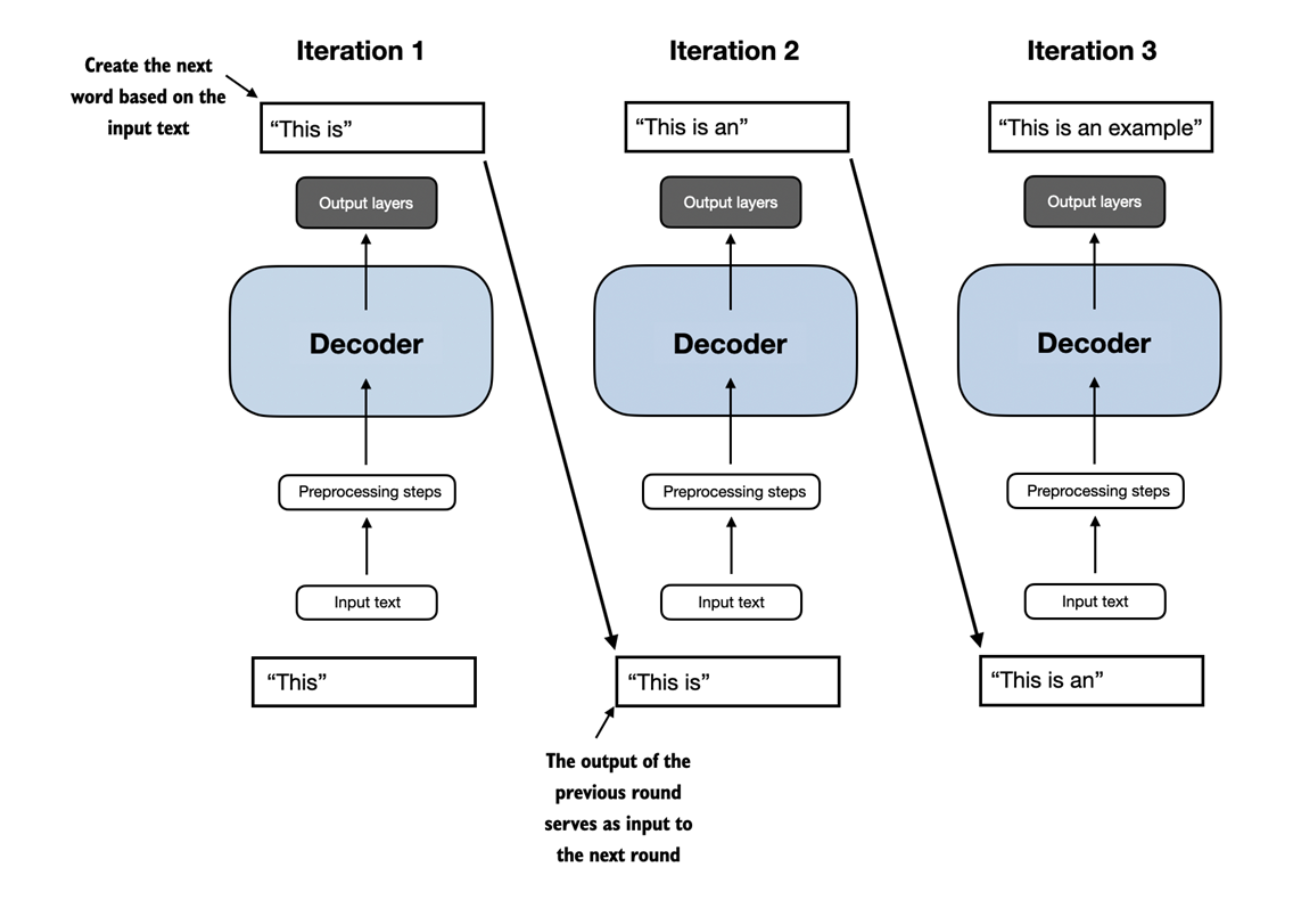 Iteration 1
Iteration 2
Iteration 3
Create the next
word based on the
input text
“This is”
“This is an”
“This is an example”
Output layers
Output layers
Output layers
Decoder
Decoder
Decoder
Preprocessing steps
Preprocessing steps
Preprocessing steps
Input text
Input text
Input text
“This”
“This is”
“This is an”
The output of the
previous round
serves as input to
the next round